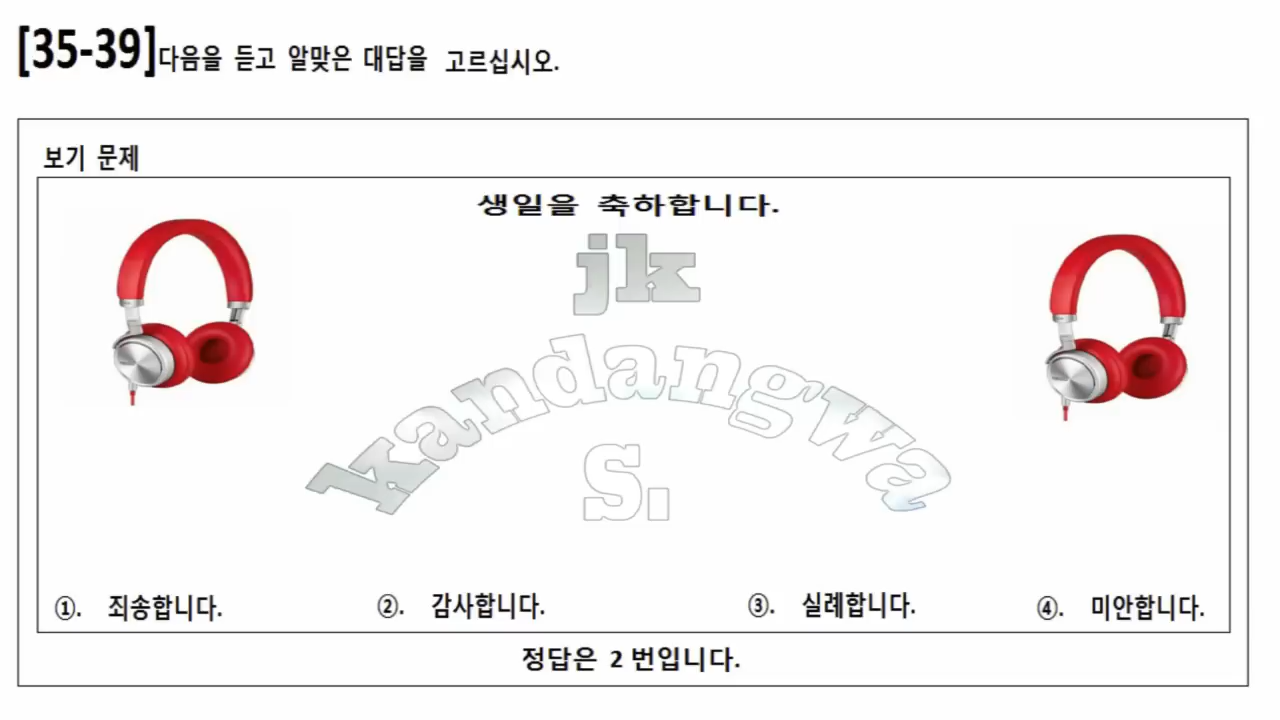 [35-39]다음을 듣고 알맞은 대답을 고르십시오.
보기 문제
생일을 축하합니다.
jk
kandangwa
S.
①. 죄송합니다. ②. 감사합니다. ③. 실례합니다. ④. 미안합니다.
정답은 2 번입니다.